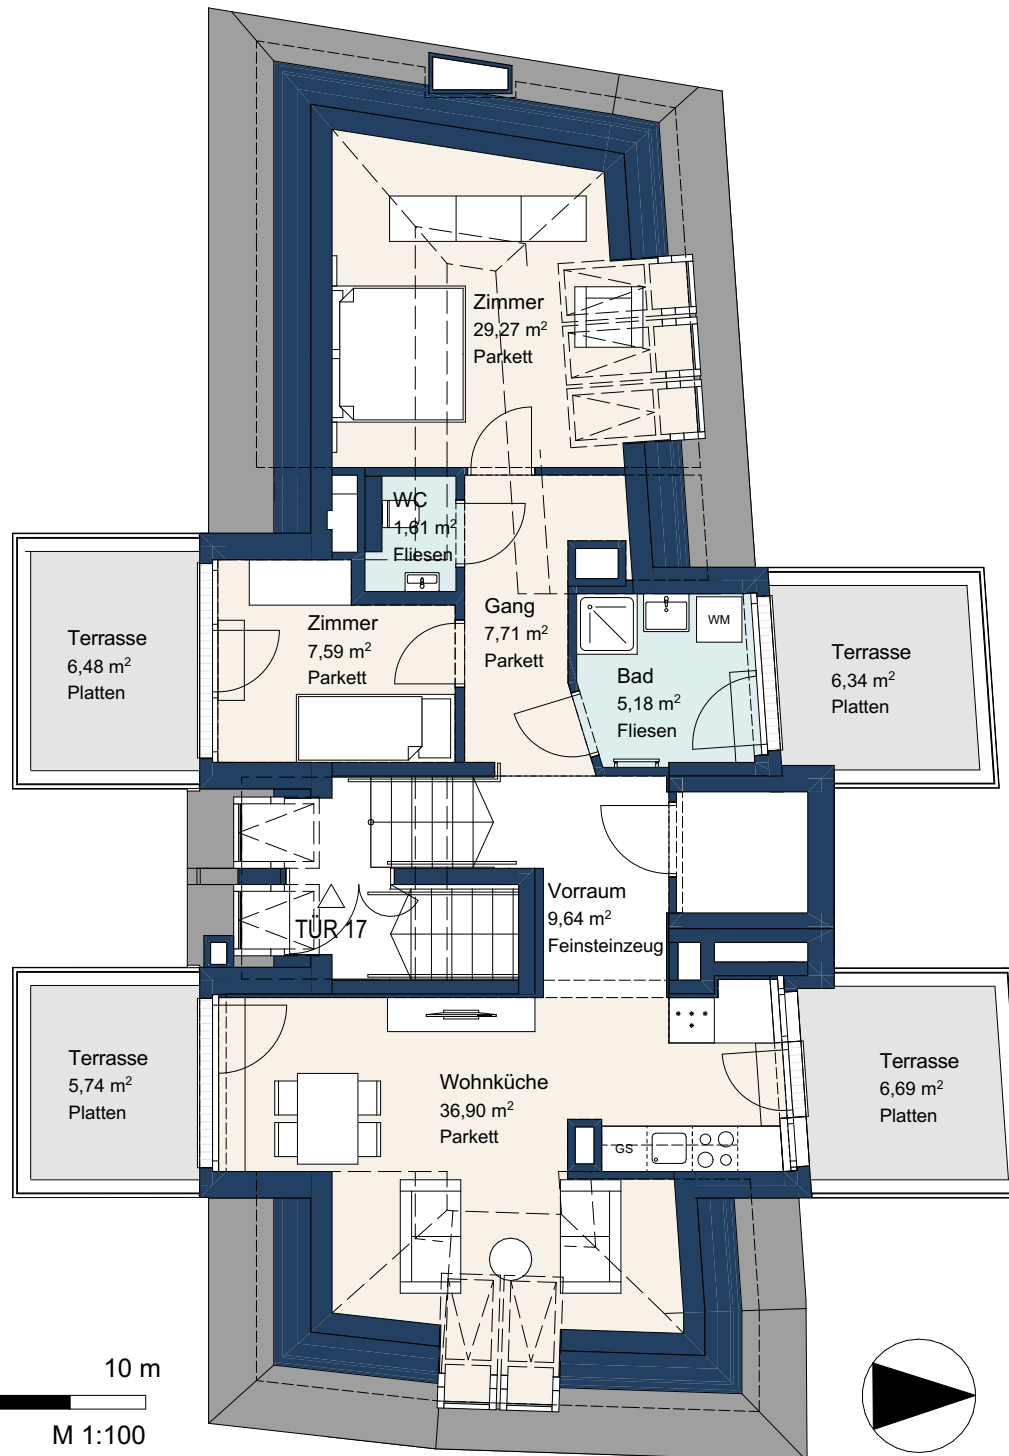 Zimmer
29,27 m²
Parkett
WC
1,61 m²
Fliesen
Gang
7,71 m²
Parkett
Zimmer
7,59 m²
Parkett
WM
Bad
5,18 m²
Fliesen
Terrasse
6,48 m²
Platten
Terrasse
6,34 m²
Platten
Vorraum
9,64 m²
Feinsteinzeug
TÜR 17
Terrasse
5,74 m²
Platten
Wohnküche
36,90 m²
Parkett
GS
Terrasse
6,69 m²
Platten
10 m
M 1:100